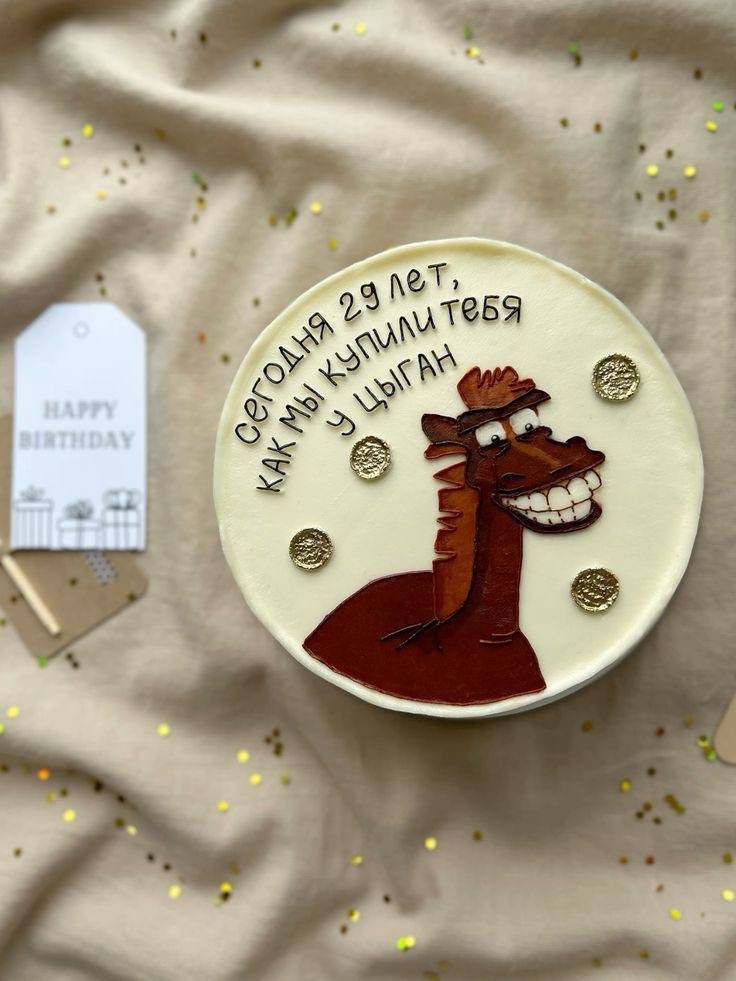 HAPPY
BIRTHDAY
СЕГОДНЯ 29 ЛЕТ,
КАК МЫ КУПИЛИ ТЕБЯ
У ЦЫГАН